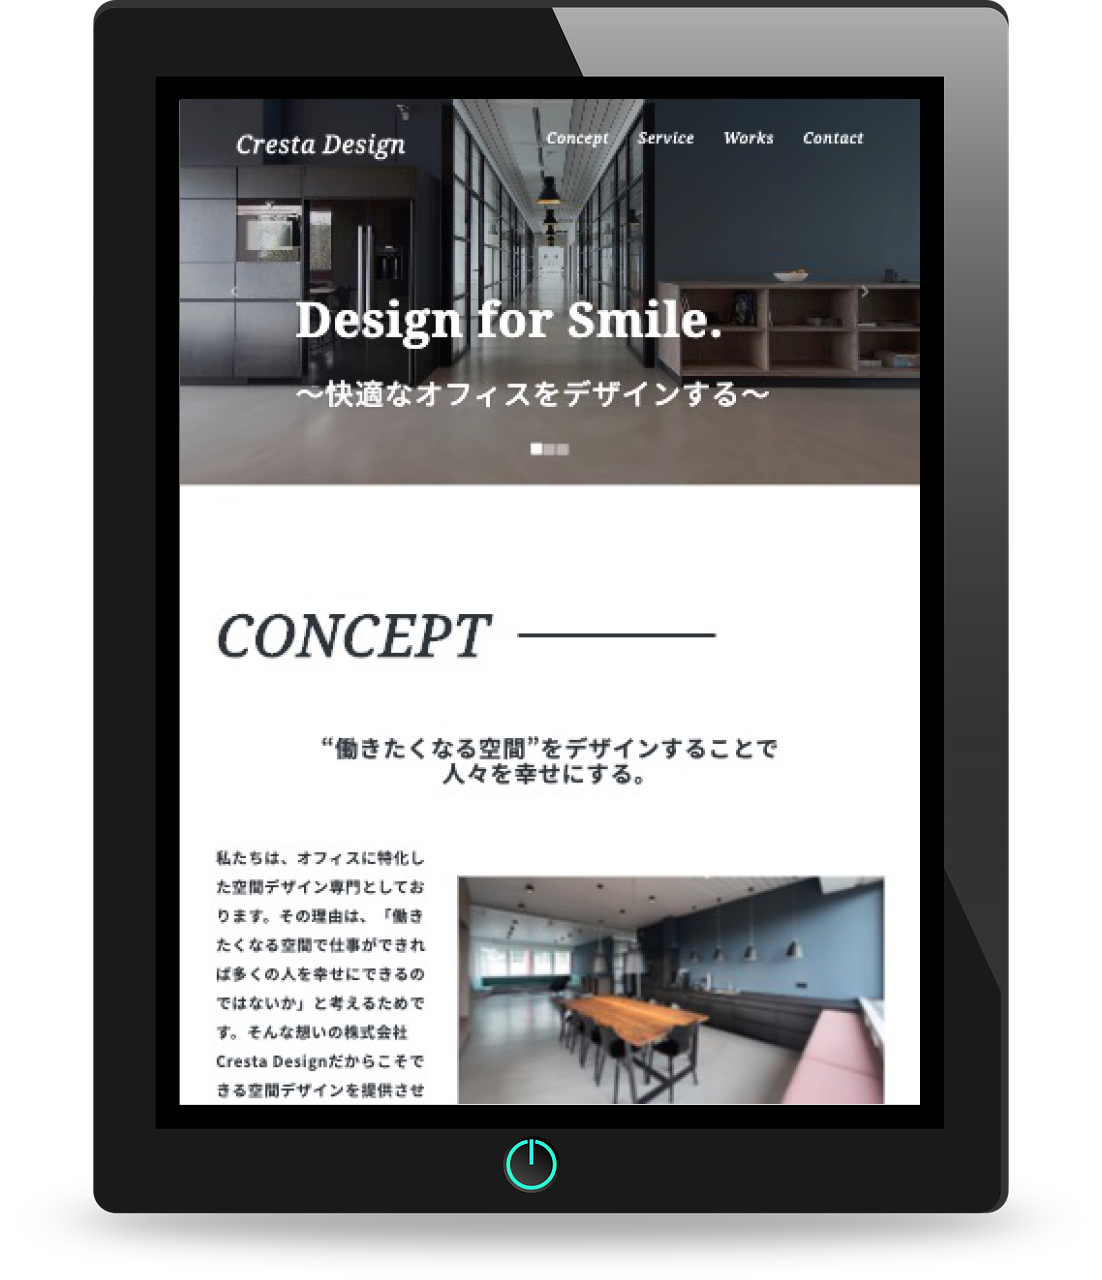 Cresta Design
Concept Service Works Contact
Design for Smile.
〜快適なオフィスをデザインする〜
CONCEPT
“働きたくなる空間”をデザインすることで
人々を幸せにする。
私たちは、オフィスに特化し
た空間デザイン専門としてお
ります。その理由は、「働き
たくなる空間で仕事ができれ
ば多くの人を幸せにできるの
ではないか」と考えるためで
す。そんな想いの株式会社
Cresta Designだからこそで
きる空間デザインを提供させ